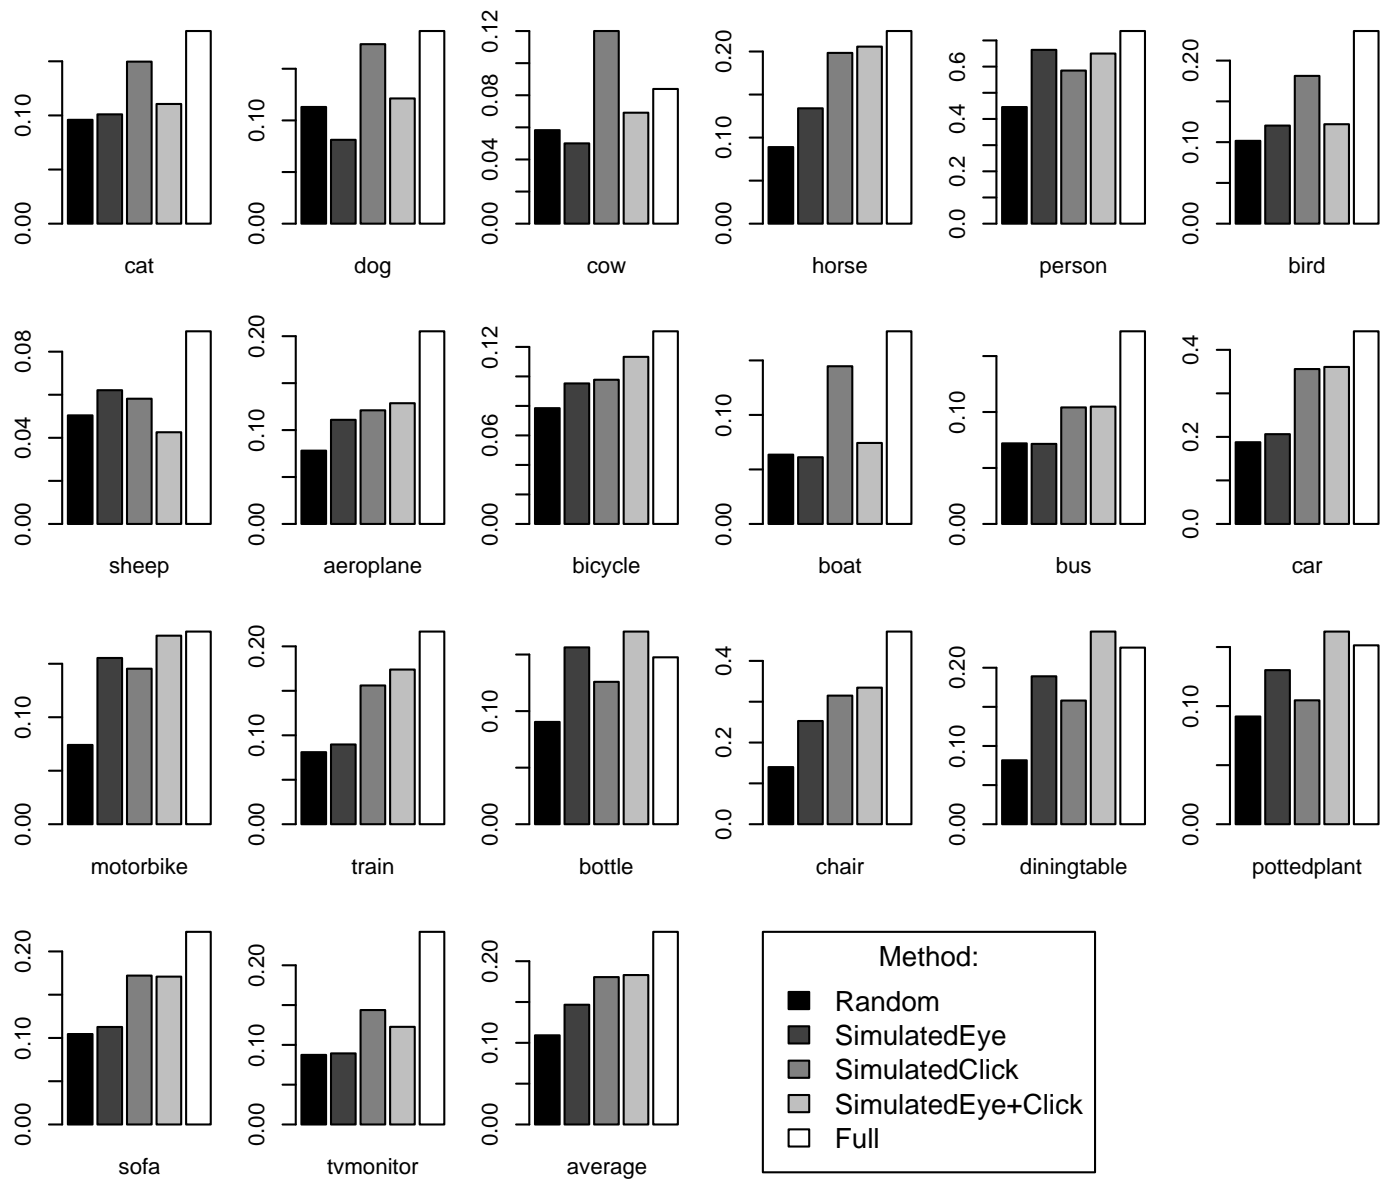 0.00 0.10
cat
0.00 0.10
dog
0.00 0.04 0.08 0.12
cow
0.00 0.10 0.20
horse
0.0 0.2 0.4 0.6
person
0.00 0.10 0.20
bird
0.00 0.04 0.08
sheep
0.00 0.10 0.20
aeroplane
0.00 0.06 0.12
bicycle
0.00 0.10
boat
0.00 0.10
bus
0.0 0.2 0.4
car
0.00 0.10
motorbike
0.00 0.10 0.20
train
0.00 0.10
bottle
0.0 0.2 0.4
chair
0.00 0.10 0.20
diningtable
0.00 0.10
pottedplant
0.00 0.10 0.20
sofa
0.00 0.10 0.20
tvmonitor
0.00 0.10 0.20
average
Method:
Random
SimulatedEye
SimulatedClick
SimulatedEye+Click
Full